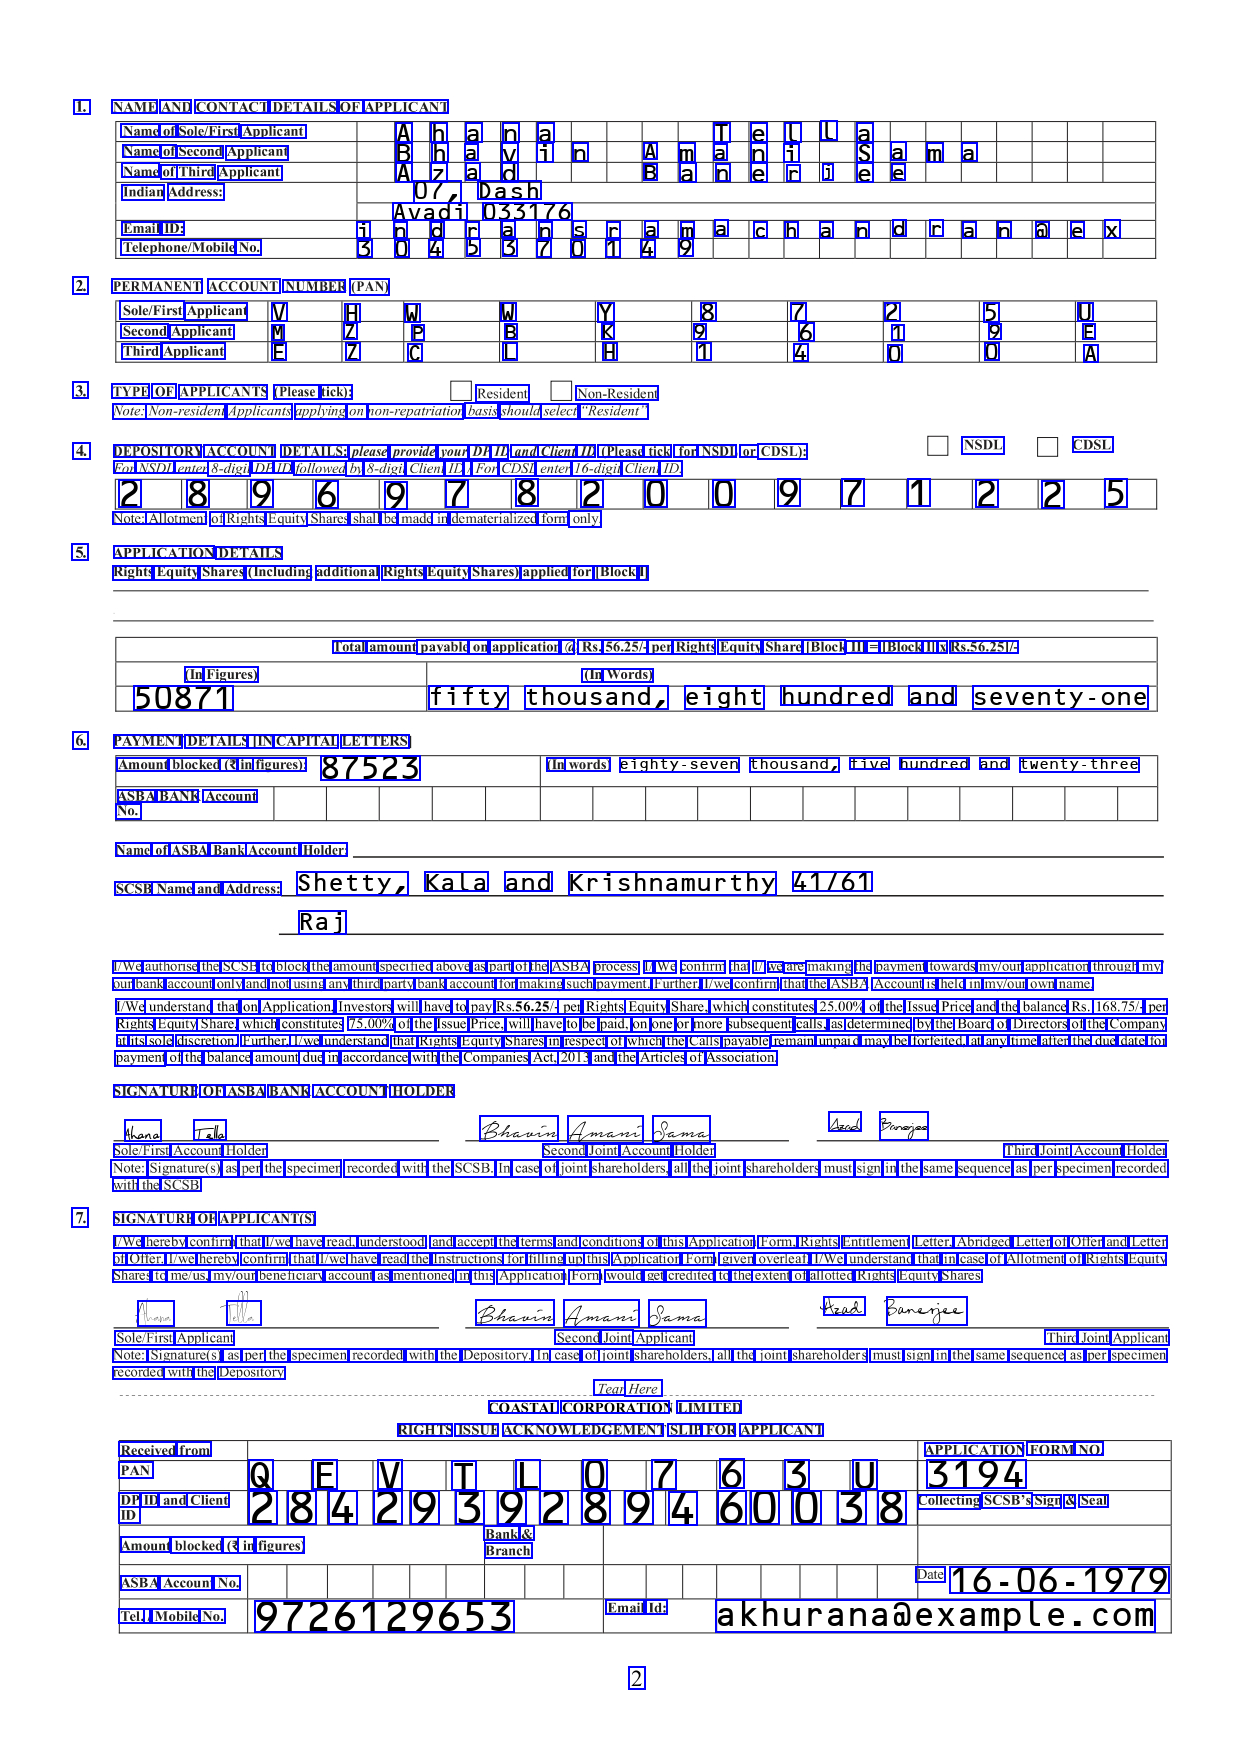 1. NAME AND CONTACT DETAILS OF APPLICANT
Name of Sole/First Applicant Ahana Tella
Name of Second Applicant Bhavin Amani Sama
Name of Third Applicant Azad Banerjee
Indian Address: 07, Dash
Avadi 033176
Email ID: indransramachandran@ex
Telephone/Mobile No. 3045370149
2. PERMANENT ACCOUNT NUMBER (PAN)
Sole/First Applicant V H W W Y 8 7 2 5 U
Second Applicant M Z P B K 9 6 1 9 E
Third Applicant E Z C L H 1 4 0 0 A
3. TYPE OF APPLICANTS (Please tick): Resident Non-Resident
Note: Non-resident Applicants applying on non-repatriation basis should select "Resident"
4. DEPOSITORY ACCOUNT DETAILS: please provide your DP ID and Client ID (Please tick for NSDL or CDSL): NSDL CDSL
For NSDL enter 8-digit DP ID followed by 8-digit Client ID / For CDSL enter 16-digit Client ID.
2 8 9 6 9 7 8 2 0 0 9 7 1 2 2 5
Note: Allotment of Rights Equity Shares shall be made in dematerialized form only.
5. APPLICATION DETAILS
Rights Equity Shares (Including additional Rights Equity Shares) applied for [Block I]
Total amount payable on application @ Rs. 56.25/- per Rights Equity Share [Block II] = [Block I] x Rs.56.25]/-
(In Figures) (In Words)
50871 fifty thousand, eight hundred and seventy-one
6. PAYMENT DETAILS [IN CAPITAL LETTERS]
Amount blocked (₹ in figures): 87523 (In words) eighty-seven thousand, five hundred and twenty-three
ASBA BANK Account
No.
Name of ASBA Bank Account Holder:
SCSB Name and Address: Shetty, Kala and Krishnamurthy 41/61
Raj
I/We authorise the SCSB to block the amount specified above as part of the ASBA process. I/ We confirm that I/ we are making the payment towards my/our application through my/
our bank account only and not using any third party bank account for making such payment. Further, I/we confirm that the ASBA Account is held in my/our own name.
I/We understand that on Application, Investors will have to pay Rs.56.25/- per Rights Equity Share, which constitutes 25.00% of the Issue Price and the balance Rs. 168.75/- per
Rights Equity Share, which constitutes 75.00% of the Issue Price, will have to be paid, on one or more subsequent calls, as determined by the Board of Directors of the Company
at its sole discretion. Further, I/we understand that Rights Equity Shares in respect of which the Calls payable remain unpaid may be forfeited, at any time after the due date for
payment of the balance amount due in accordance with the Companies Act, 2013 and the Articles of Association.
SIGNATURE OF ASBA BANK ACCOUNT HOLDER
Ahana Tella Bhavin Amani Sama Azad Banerjee
Sole/First Account Holder Second Joint Account Holder Third Joint Account Holder
Note: Signature(s) as per the specimen recorded with the SCSB. In case of joint shareholders, all the joint shareholders must sign in the same sequence as per specimen recorded
with the SCSB
7. SIGNATURE OF APPLICANT(S)
I/We hereby confirm that I/we have read, understood and accept the terms and conditions of this Application Form, Rights Entitlement Letter, Abridged Letter of Offer and Letter
of Offer. I/we hereby confirm that I/we have read the Instructions for filling up this Application Form given overleaf. I/We understand that in case of Allotment of Rights Equity
Shares to me/us, my/our beneficiary account as mentioned in this Application Form would get credited to the extent of allotted Rights Equity Shares
Ahana Tella Bhavin Amani Sama Azad Banerjee
Sole/First Applicant Second Joint Applicant Third Joint Applicant
Note: Signature(s) as per the specimen recorded with the Depository. In case of joint shareholders, all the joint shareholders must sign in the same sequence as per specimen
recorded with the Depository
Tear Here
COASTAL CORPORATION LIMITED
RIGHTS ISSUE ACKNOWLEDGEMENT SLIP FOR APPLICANT
Received from APPLICATION FORM NO.
PAN Q E V T L 0 7 6 3 U 3194
DP ID and Client ID 2842939289460038 Collecting SCSB's Sign & Seal
Amount blocked (₹ in figures) Bank & Branch
ASBA Account No. Date 16-06-1979
Tel./ Mobile No. 9726129653 Email Id: akhurana@example.com
2